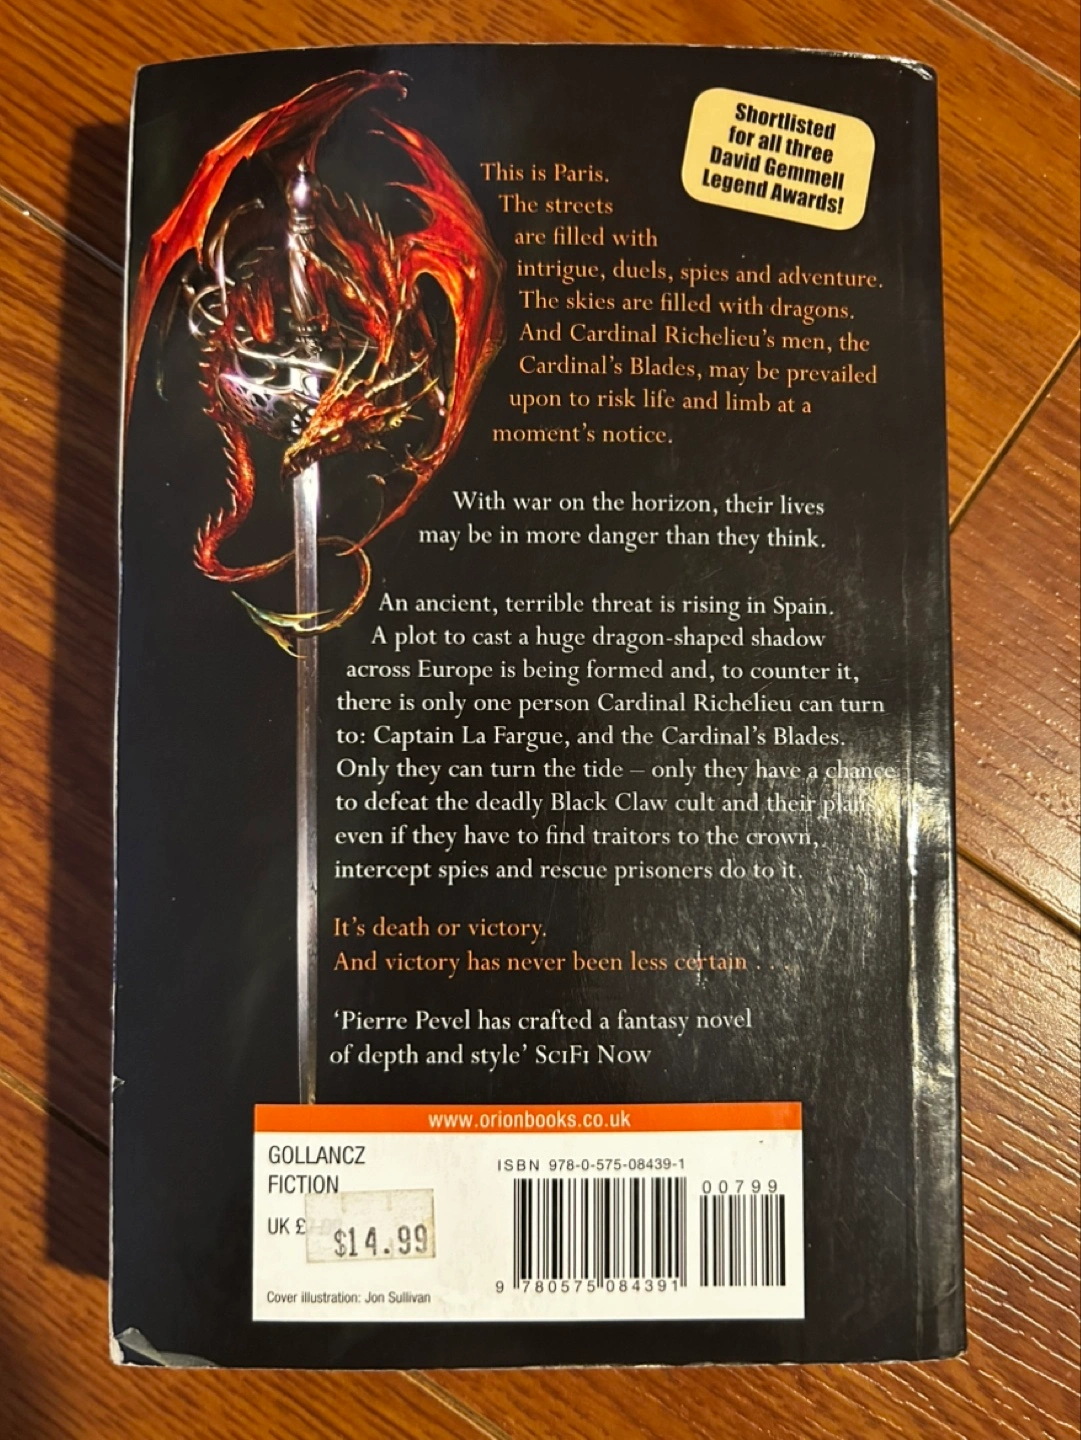 Shortlisted
for all three
David Gemmell
Legend Awards!
This is Paris.
The streets
are filled with
intrigue, duels, spies and adventure.
The skies are filled with dragons.
And Cardinal Richelieu's men, the
Cardinal's Blades, may be prevailed
upon to risk life and limb at a
moment's notice.
With war on the horizon, their lives
may be in more danger than they think.
An ancient, terrible threat is rising in Spain.
A plot to cast a huge dragon-shaped shadow
across Europe is being formed and, to counter it,
there is only one person Cardinal Richelieu can turn
to: Captain La Fargue, and the Cardinal's Blades.
Only they can turn the tide – only they have a chance
to defeat the deadly Black Claw cult and their plans,
even if they have to find traitors to the crown,
intercept spies and rescue prisoners do to it.
It's death or victory.
And victory has never been less certain . . .
'Pierre Pevel has crafted a fantasy novel
of depth and style' SciFi Now
www.orionbooks.co.uk
GOLLANCZ
FICTION
UK £
$14.99
Cover illustration: Jon Sullivan
ISBN 978-0-575-08439-1
00799
9 780575 084391